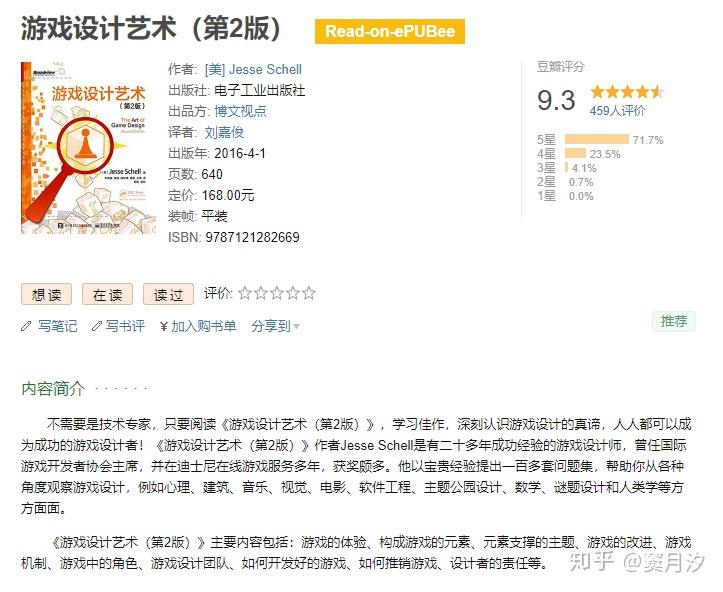 游戏设计艺术（第2版）
Read-on-ePUBee
游戏设计艺术
（第2版）
The Art of
Game Design
Jesse Schell 著
作者: [美] Jesse Schell
出版社: 电子工业出版社
出品方: 博文视点
译者: 刘嘉俊
出版年: 2016-4-1
页数: 640
定价: 168.00元
装帧: 平装
ISBN: 9787121282669
豆瓣评分
9.3
459人评价
5星 71.7%
4星 23.5%
3星 4.1%
2星 0.7%
1星 0.0%
想读 在读 读过 评价:
写笔记 写书评 ¥加入购书单 分享到
推荐
内容简介 · · · · · ·
不需要是技术专家，只要阅读《游戏设计艺术（第2版）》，学习佳作，深刻认识游戏设计的真谛，人人都可以成
为成功的游戏设计者！《游戏设计艺术（第2版）》作者Jesse Schell是有二十多年成功经验的游戏设计师，曾任国际
游戏开发者协会主席，并在迪士尼在线游戏服务多年，获奖颇多。他以宝贵经验提出一百多套问题集，帮助你从各种
角度观察游戏设计，例如心理、建筑、音乐、视觉、电影、软件工程、主题公园设计、数学、谜题设计和人类学等方
方面面。
《游戏设计艺术（第2版）》主要内容包括：游戏的体验、构成游戏的元素、元素支撑的主题、游戏的改进、游戏
机制、游戏中的角色、游戏设计团队、如何开发好的游戏、如何推销游戏、设计者的责任等。
知乎 @窦月汐